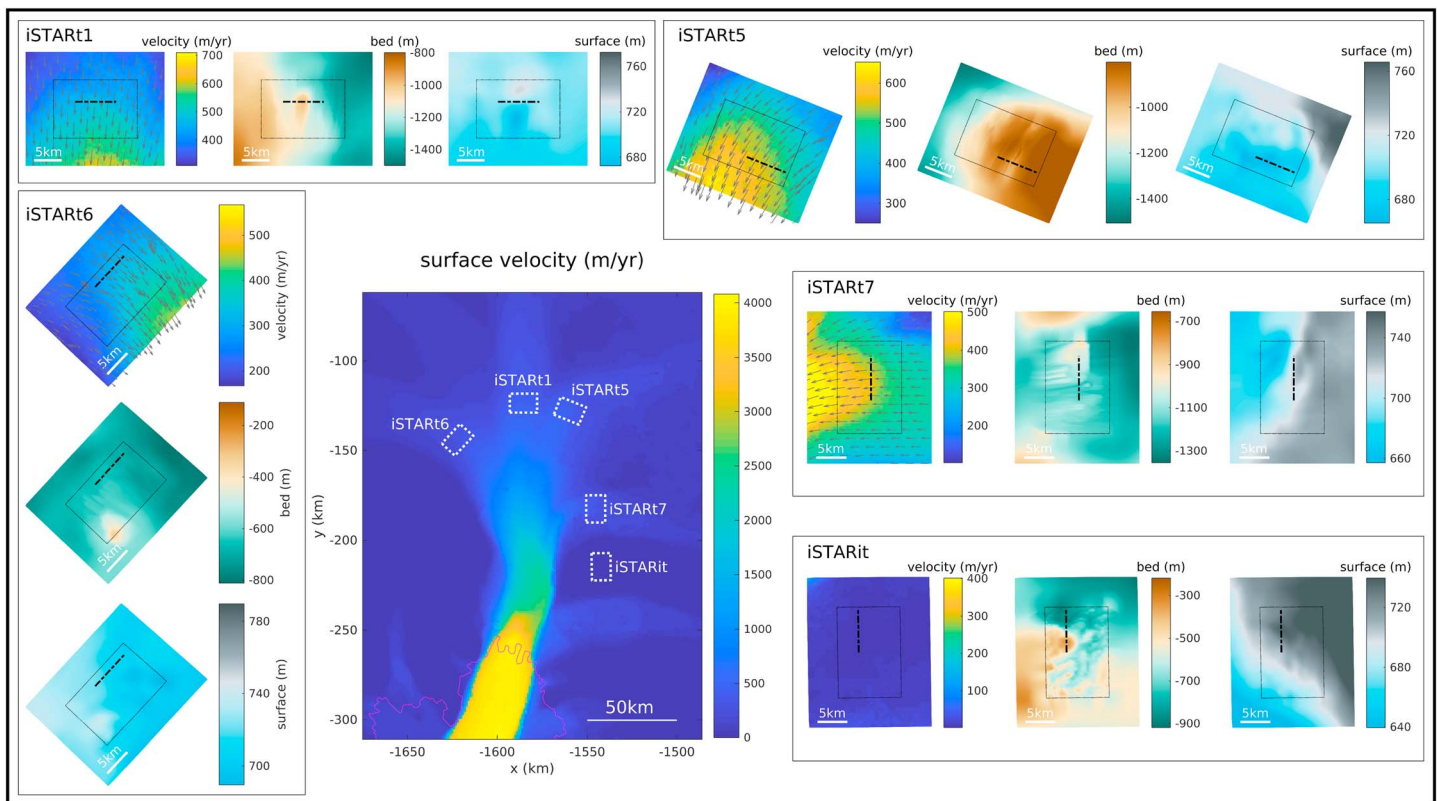 iSTARt1
velocity (m/yr)
700
600
500
400
5km
bed (m)
-800
-1000
-1200
-1400
surface (m)
760
720
680
5km
iSTARt5
velocity (m/yr)
600
500
400
300
5km
bed (m)
-1000
-1200
-1400
5km
surface (m)
760
720
680
5km
iSTARt6
500
400
300
200
velocity (m/yr)
5km
-200
-400
-600
-800
bed (m)
5km
780
740
700
surface (m)
5km
surface velocity (m/yr)
-100
-150
-200
-250
-300
y (km)
-1650
-1600
-1550
-1500
x (km)
iSTARt1
iSTARt5
iSTARt6
iSTARt7
iSTARit
50km
4000
3500
3000
2500
2000
1500
1000
500
0
iSTARt7
velocity (m/yr)
500
400
300
200
100
5km
bed (m)
-700
-900
-1100
-1300
5km
surface (m)
740
700
660
5km
iSTARit
velocity (m/yr)
400
300
200
100
5km
bed (m)
-300
-500
-700
-900
5km
surface (m)
720
680
640
5km